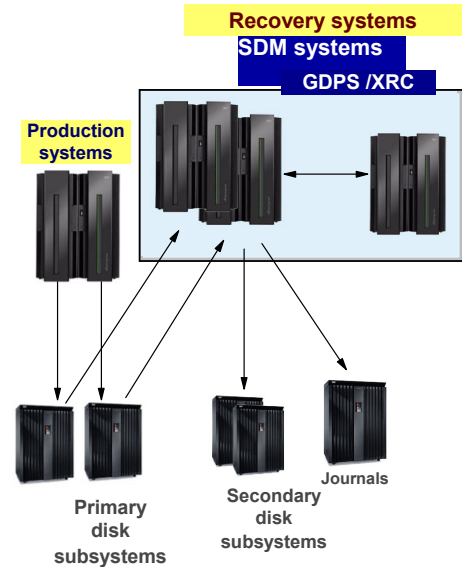 Recovery systems
SDM systems
GDPS /XRC
Production
systems
Primary
disk
subsystems
Secondary
disk
subsystems
Journals